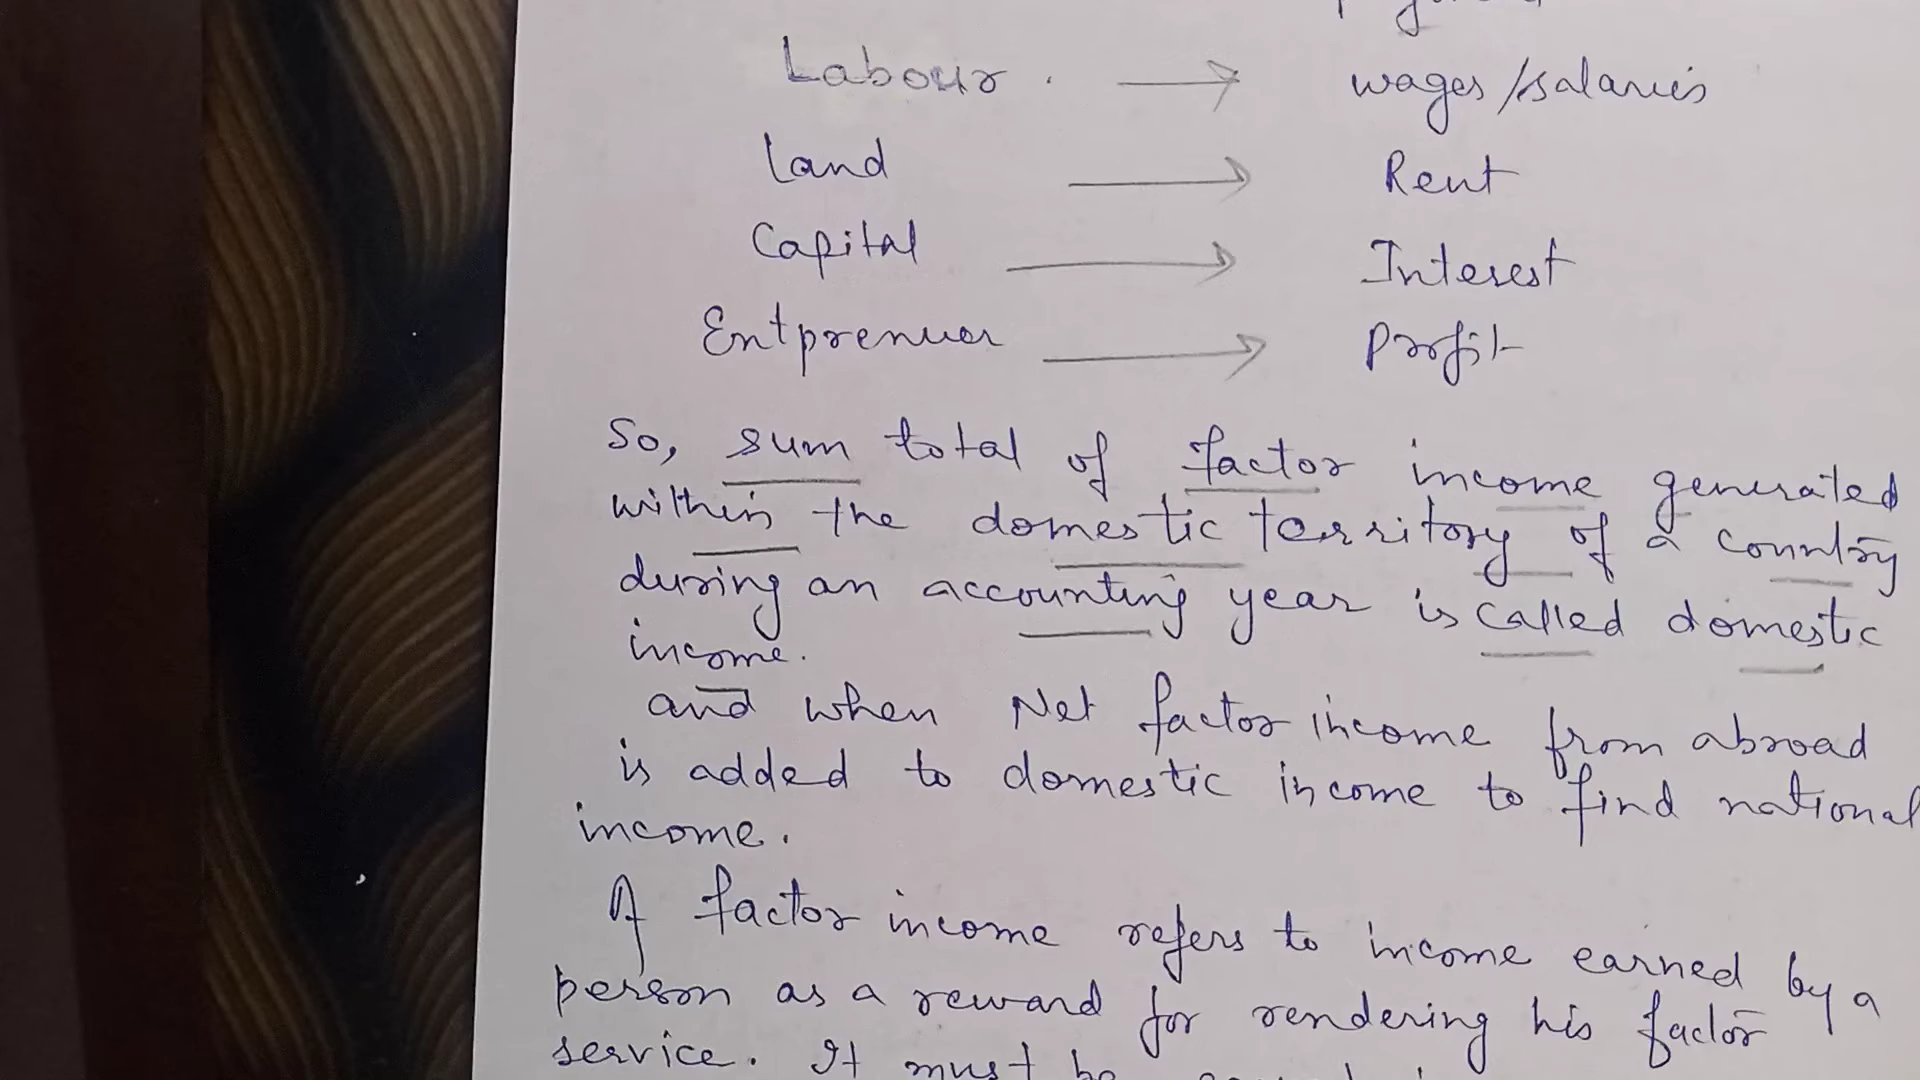 Labour. → wages/salaries
Land → Rent
Capital → Interest
Entprenuer → Profit
So, sum total of factor income generated
within the domestic territory of a country
during an accounting year is called domestic
income.
and when Net factor income from abroad
is added to domestic income to find national
income.
A factor income refers to income earned by a
person as a reward for rendering his factor
service. It must be